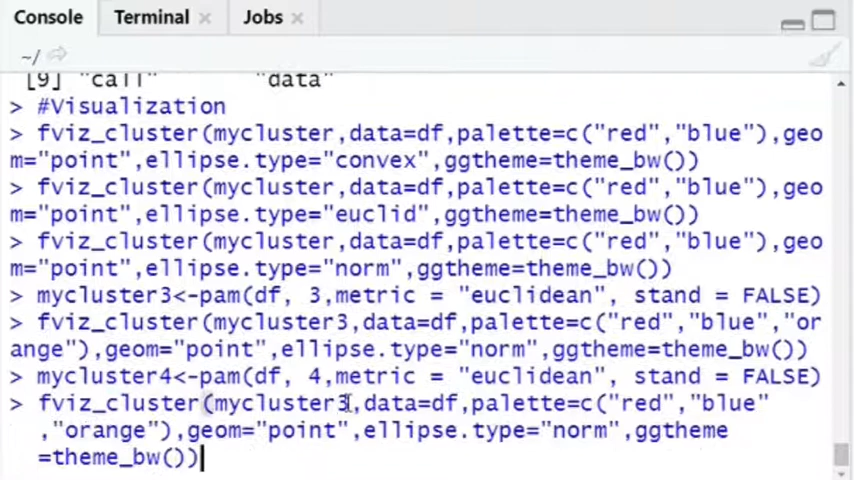 Console Terminal × Jobs ×
~/
[9] "call" "data"
> #Visualization
> fviz_cluster(mycluster,data=df,palette=c("red","blue"),geo
m="point",ellipse.type="convex",ggtheme=theme_bw())
> fviz_cluster(mycluster,data=df,palette=c("red","blue"),geo
m="point",ellipse.type="euclid",ggtheme=theme_bw())
> fviz_cluster(mycluster,data=df,palette=c("red","blue"),geo
m="point",ellipse.type="norm",ggtheme=theme_bw())
> mycluster3<-pam(df, 3,metric = "euclidean", stand = FALSE)
> fviz_cluster(mycluster3,data=df,palette=c("red","blue","or
ange"),geom="point",ellipse.type="norm",ggtheme=theme_bw())
> mycluster4<-pam(df, 4,metric = "euclidean", stand = FALSE)
> fviz_cluster(mycluster3,data=df,palette=c("red","blue"
,"orange"),geom="point",ellipse.type="norm",ggtheme
=theme_bw())